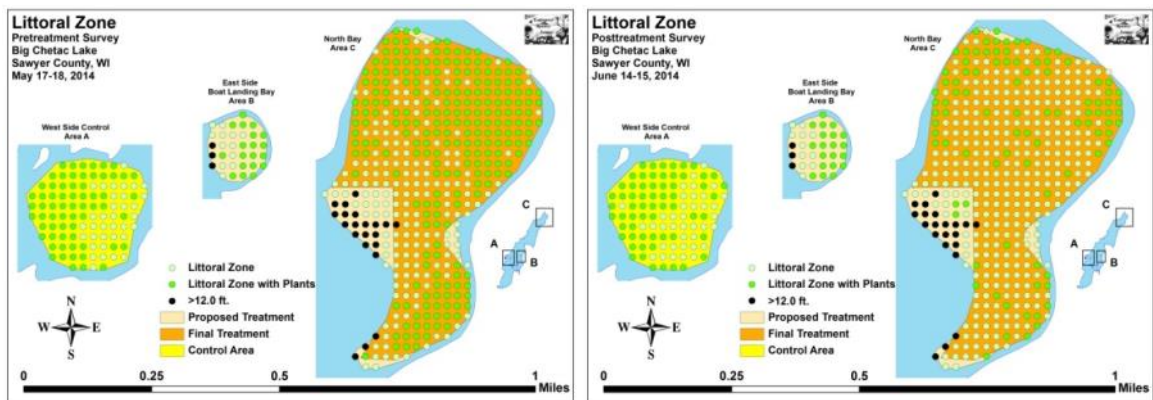 Littoral Zone
Pretreatment Survey
Big Chetac Lake
Sawyer County, WI
May 17-18, 2014
North Bay
Area C
East Side
Boat Landing Bay
Area B
West Side Control
Area A
C
A
B
Littoral Zone
Littoral Zone with Plants
>12.0 ft.
Proposed Treatment
Final Treatment
Control Area
N
W
E
S
0
0.25
0.5
1
Miles
Littoral Zone
Posttreatment Survey
Big Chetac Lake
Sawyer County, WI
June 14-15, 2014
North Bay
Area C
East Side
Boat Landing Bay
Area B
West Side Control
Area A
C
A
B
Littoral Zone
Littoral Zone with Plants
>12.0 ft.
Proposed Treatment
Final Treatment
Control Area
N
W
E
S
0
0.25
0.5
1
Miles